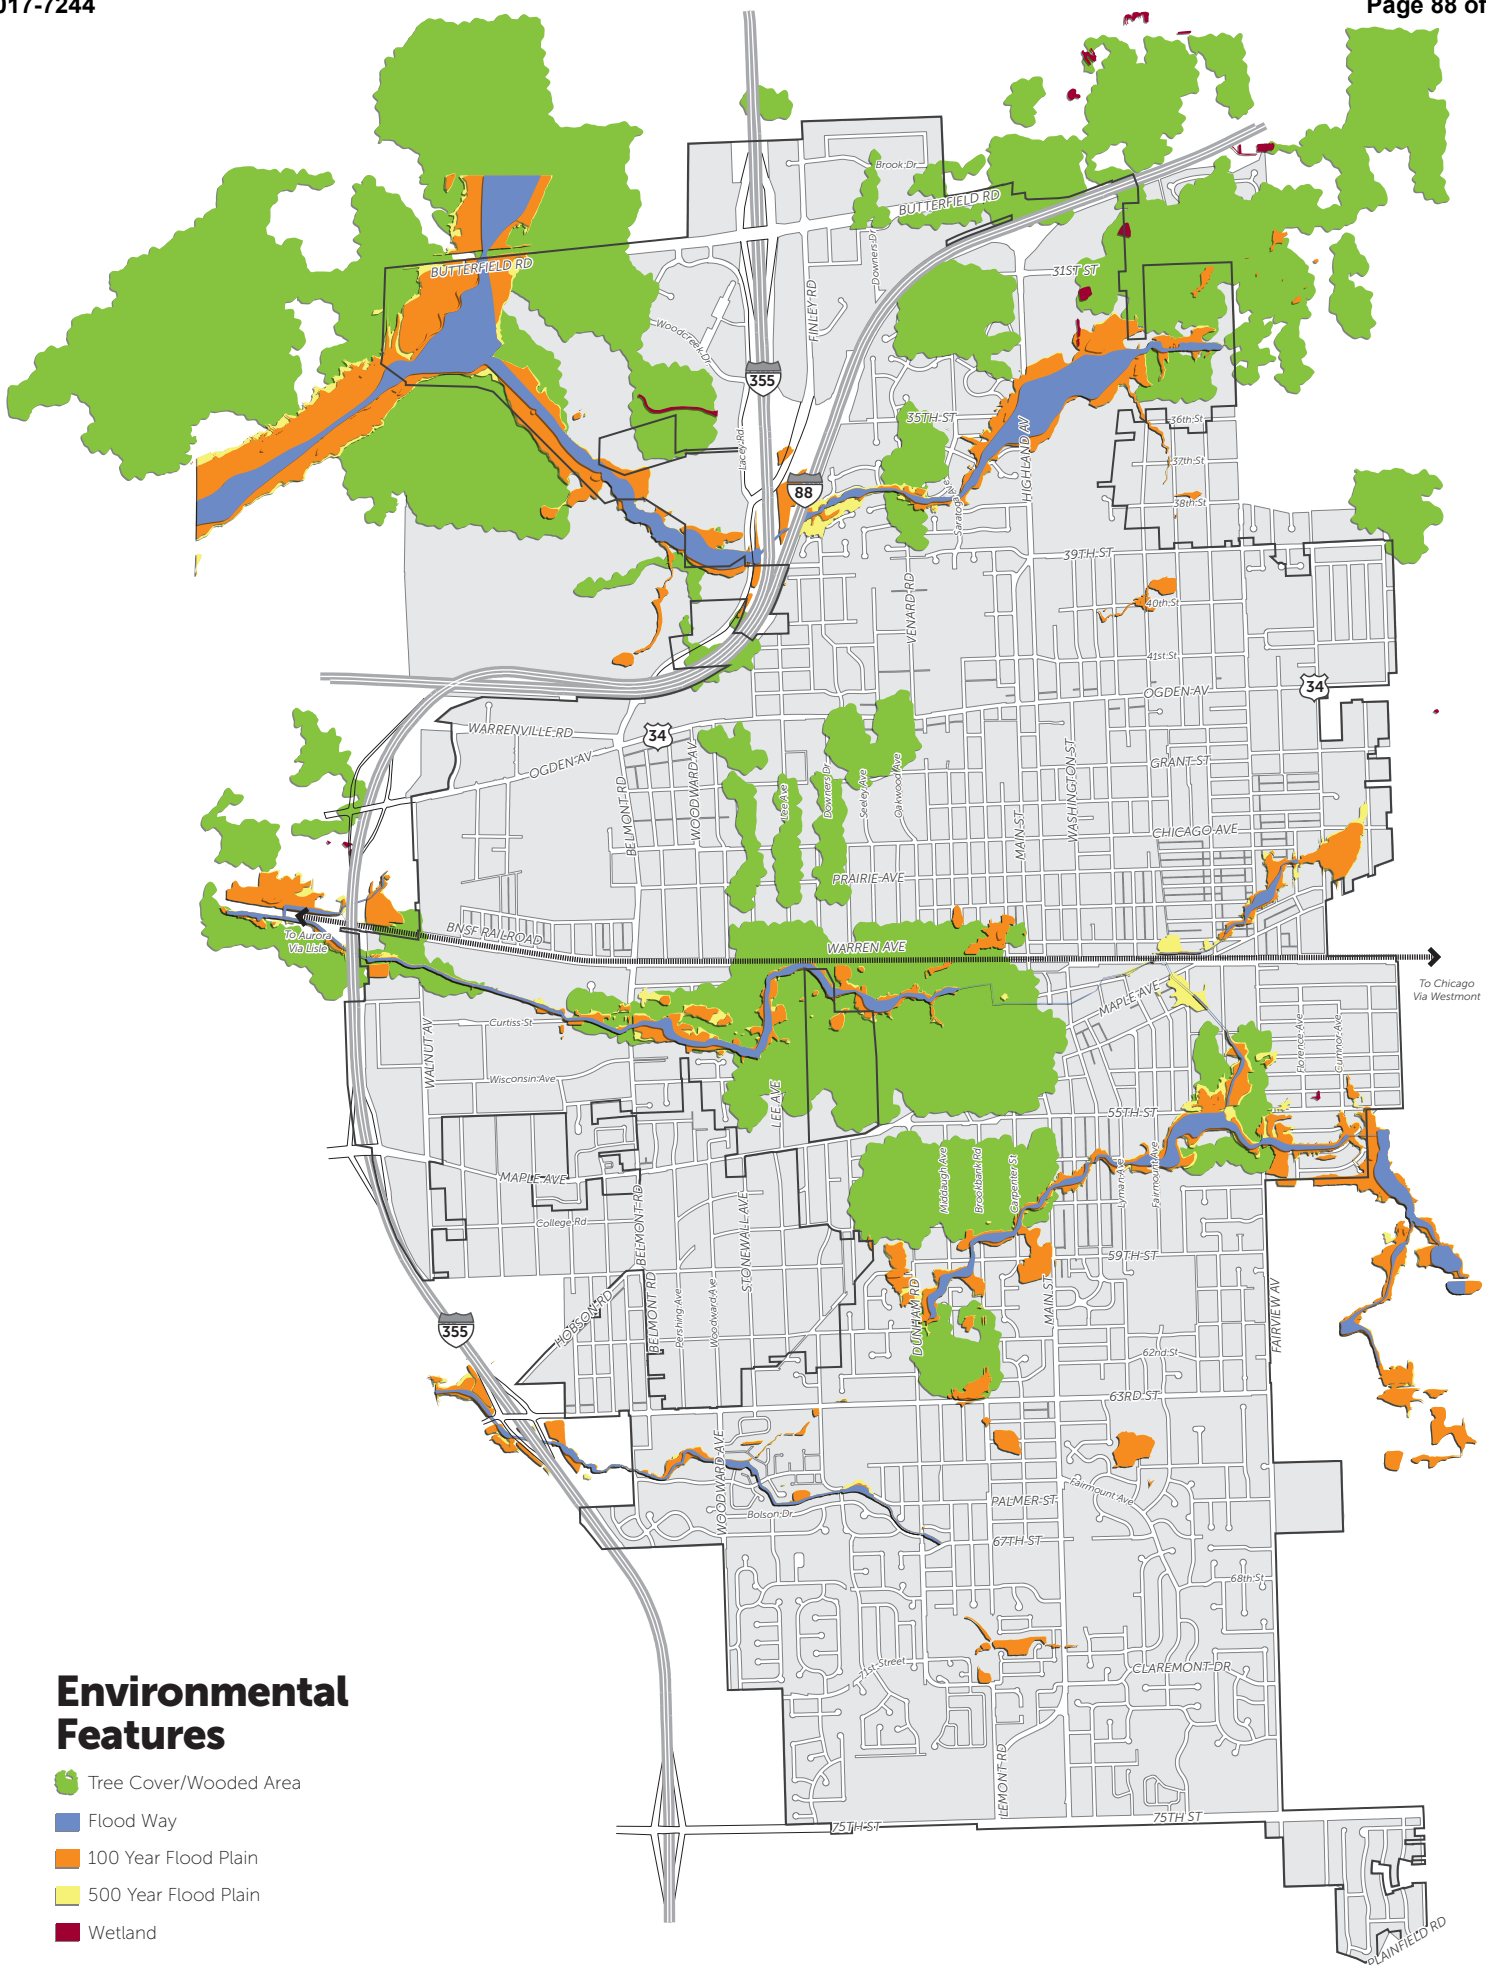 017-7244
Page 88 of
Brook Dr
BUTTERFIELD RD
BUTTERFIELD RD
31ST ST
Downers Dr
FINLEY RD
Woodcreek Dr
355
35TH ST
HIGHLAND AV
36th St
37th St
38th St
Lacey Rd
88
Saratoga Ave
39TH ST
VENARD RD
40th St
41st St
OGDEN AV
34
WARRENVILLE RD
34
OGDEN AV
BELMONT RD
WOODWARD AV
Lee Ave
Downers Dr
Seeley Ave
Oakwood Ave
WASHINGTON ST
MAIN ST
GRANT ST
CHICAGO AVE
PRAIRIE AVE
BNSF RAILROAD
WARREN AVE
To Aurora
Via Lisle
To Chicago
Via Westmont
MAPLE AVE
Curtiss St
WALNUT AV
Florence Ave
Cumnor Ave
Wisconsin Ave
LEE AVE
55TH ST
MAPLE AVE
Middaugh Ave
Brookbank Rd
Carpenter St
Lyman Ave
Fairmount Ave
College Rd
BELMONT RD
STONEWALL AVE
59TH ST
HOBSON RD
BELMONT RD
Pershing Ave
Woodward Ave
DUNHAM RD
MAIN ST
FAIRVIEW AV
355
62nd St
63RD ST
WOODWARD AVE
PALMER ST
Fairmount Ave
Bolson Dr
67TH ST
68th St
71st Street
CLAREMONT DR
LEMONT RD
75TH ST
75TH ST
PLAINFIELD RD
Environmental
Features
Tree Cover/Wooded Area
Flood Way
100 Year Flood Plain
500 Year Flood Plain
Wetland